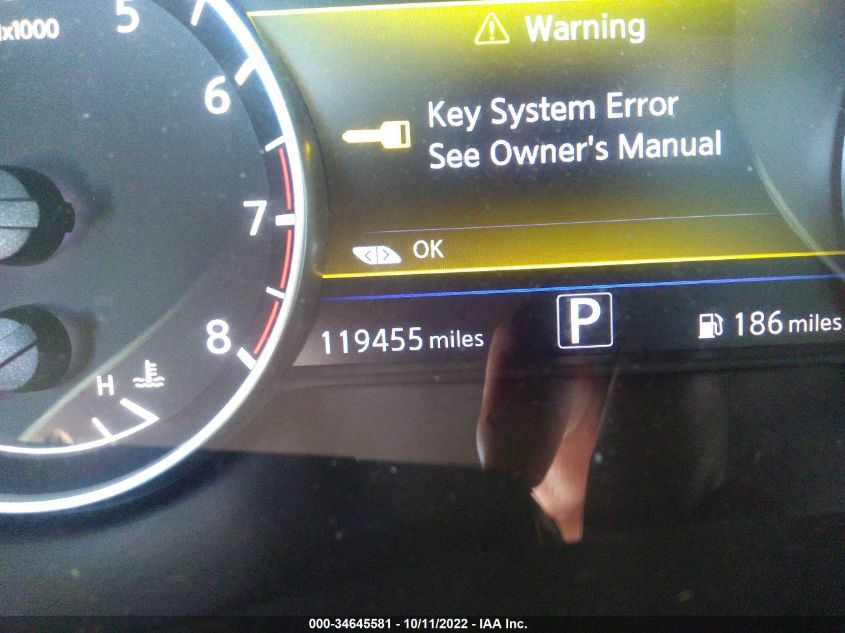 1x1000
5
6
7
8
H
Warning
Key System Error
See Owner's Manual
OK
119455 miles
P
186 miles
000-34645581 - 10/11/2022 - IAA Inc.